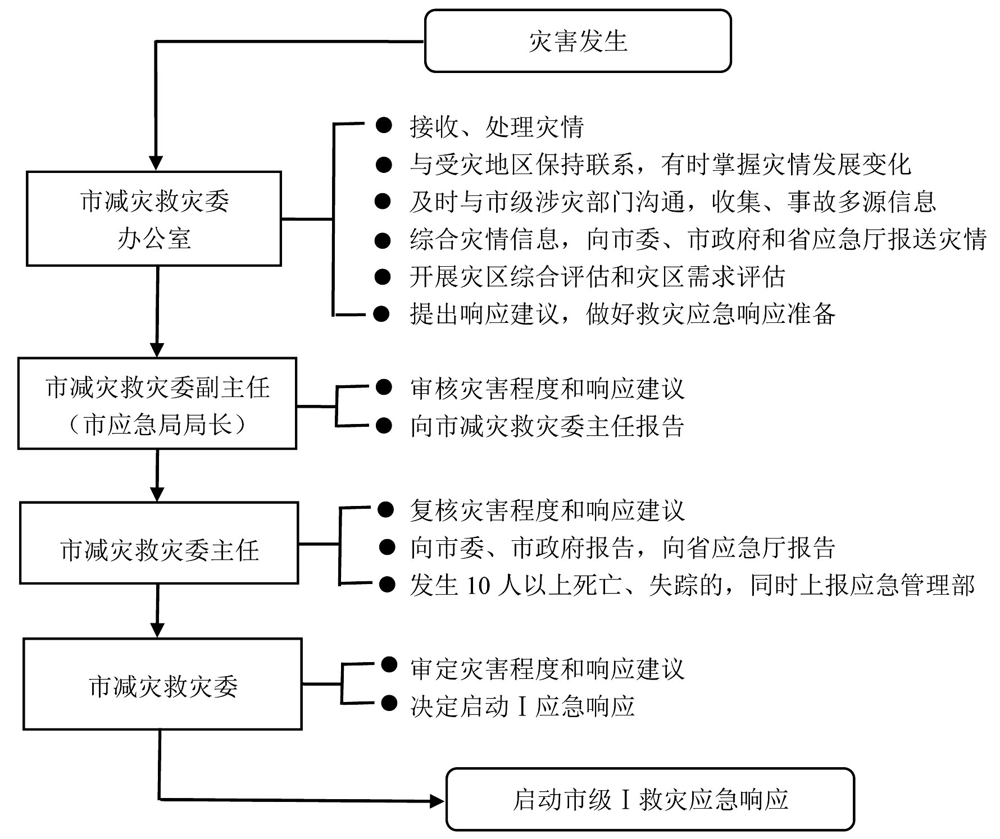 灾害发生
市减灾救灾委
办公室
● 接收、处理灾情
● 与受灾地区保持联系，有时掌握灾情发展变化
● 及时与市级涉灾部门沟通，收集、事故多源信息
● 综合灾情信息，向市委、市政府和省应急厅报送灾情
● 开展灾区综合评估和灾区需求评估
● 提出响应建议，做好救灾应急响应准备
市减灾救灾委副主任
（市应急局局长）
● 审核灾害程度和响应建议
● 向市减灾救灾委主任报告
市减灾救灾委主任
● 复核灾害程度和响应建议
● 向市委、市政府报告，向省应急厅报告
● 发生 10 人以上死亡、失踪的，同时上报应急管理部
市减灾救灾委
● 审定灾害程度和响应建议
● 决定启动Ⅰ应急响应
启动市级Ⅰ救灾应急响应